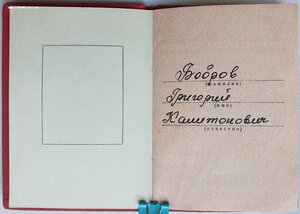 Бобров
(фамилия)
Григорий
(имя)
Капитонович
(отчество)